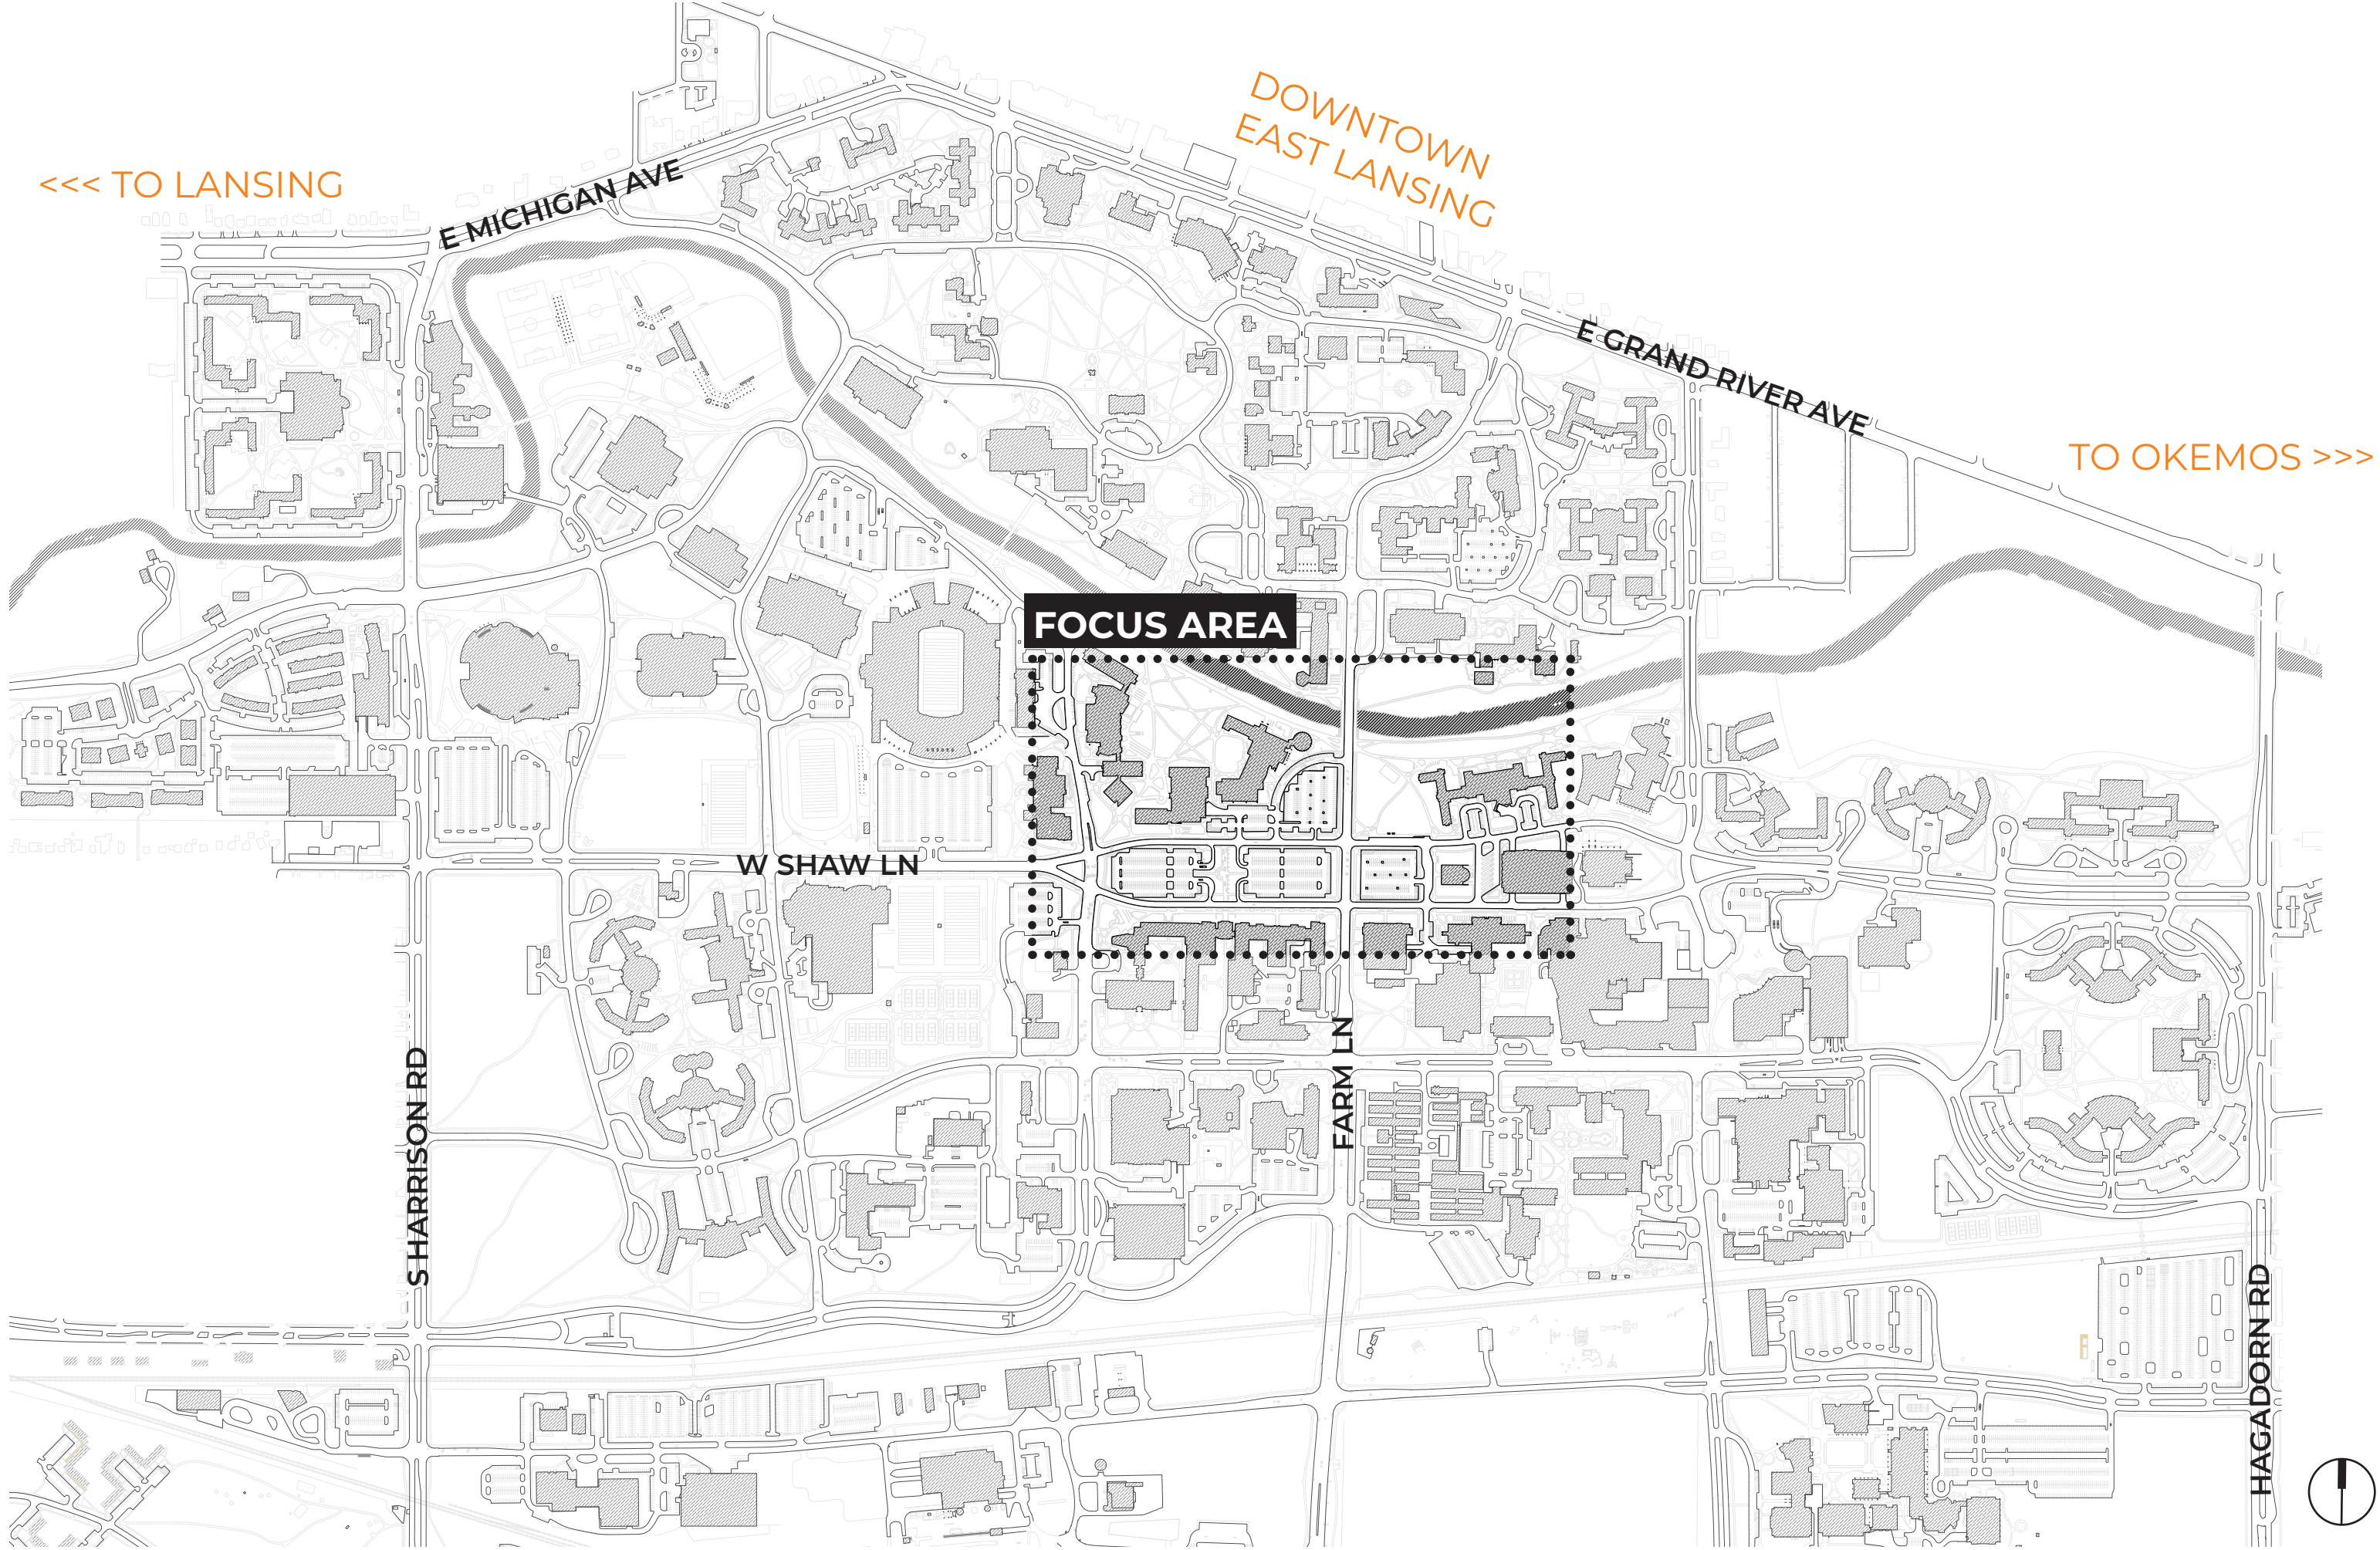 DOWNTOWN
EAST LANSING
<<< TO LANSING
E MICHIGAN AVE
E GRAND RIVER AVE
TO OKEMOS >>>
FOCUS AREA
W SHAW LN
FARM LN
S HARRISON RD
HAGADORN RD